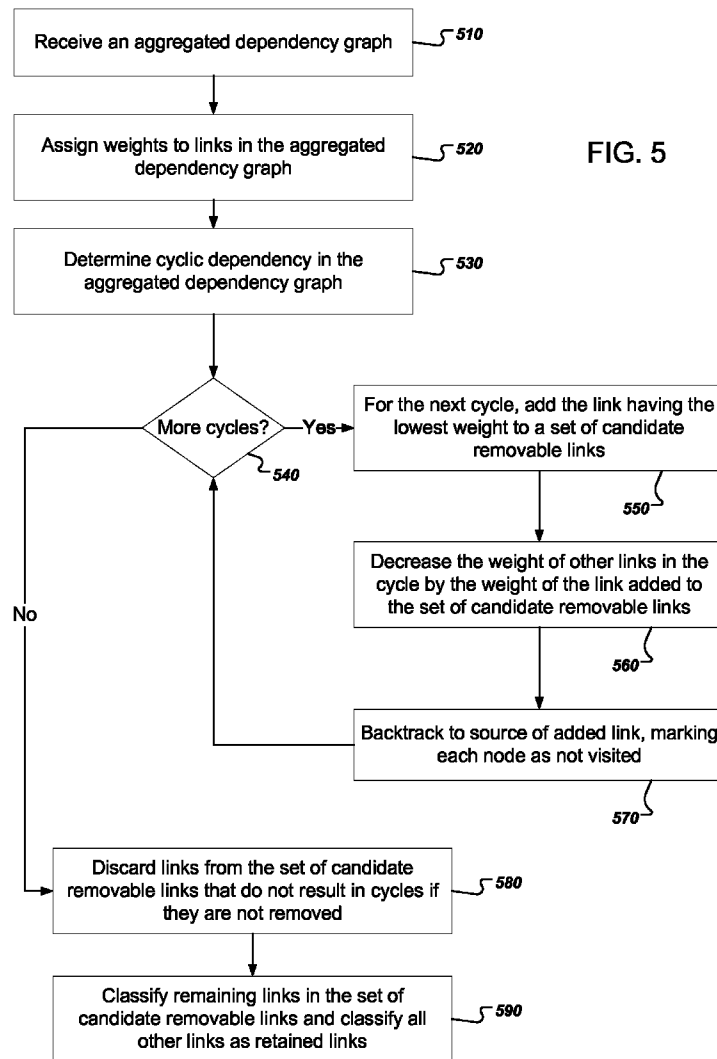 Receive an aggregated dependency graph
510
Assign weights to links in the aggregated
dependency graph
520
FIG. 5
Determine cyclic dependency in the
aggregated dependency graph
530
More cycles?
Yes
540
For the next cycle, add the link having the
lowest weight to a set of candidate
removable links
550
Decrease the weight of other links in the
cycle by the weight of the link added to
the set of candidate removable links
560
No
Backtrack to source of added link, marking
each node as not visited
570
Discard links from the set of candidate
removable links that do not result in cycles if
they are not removed
580
Classify remaining links in the set of
candidate removable links and classify all
other links as retained links
590